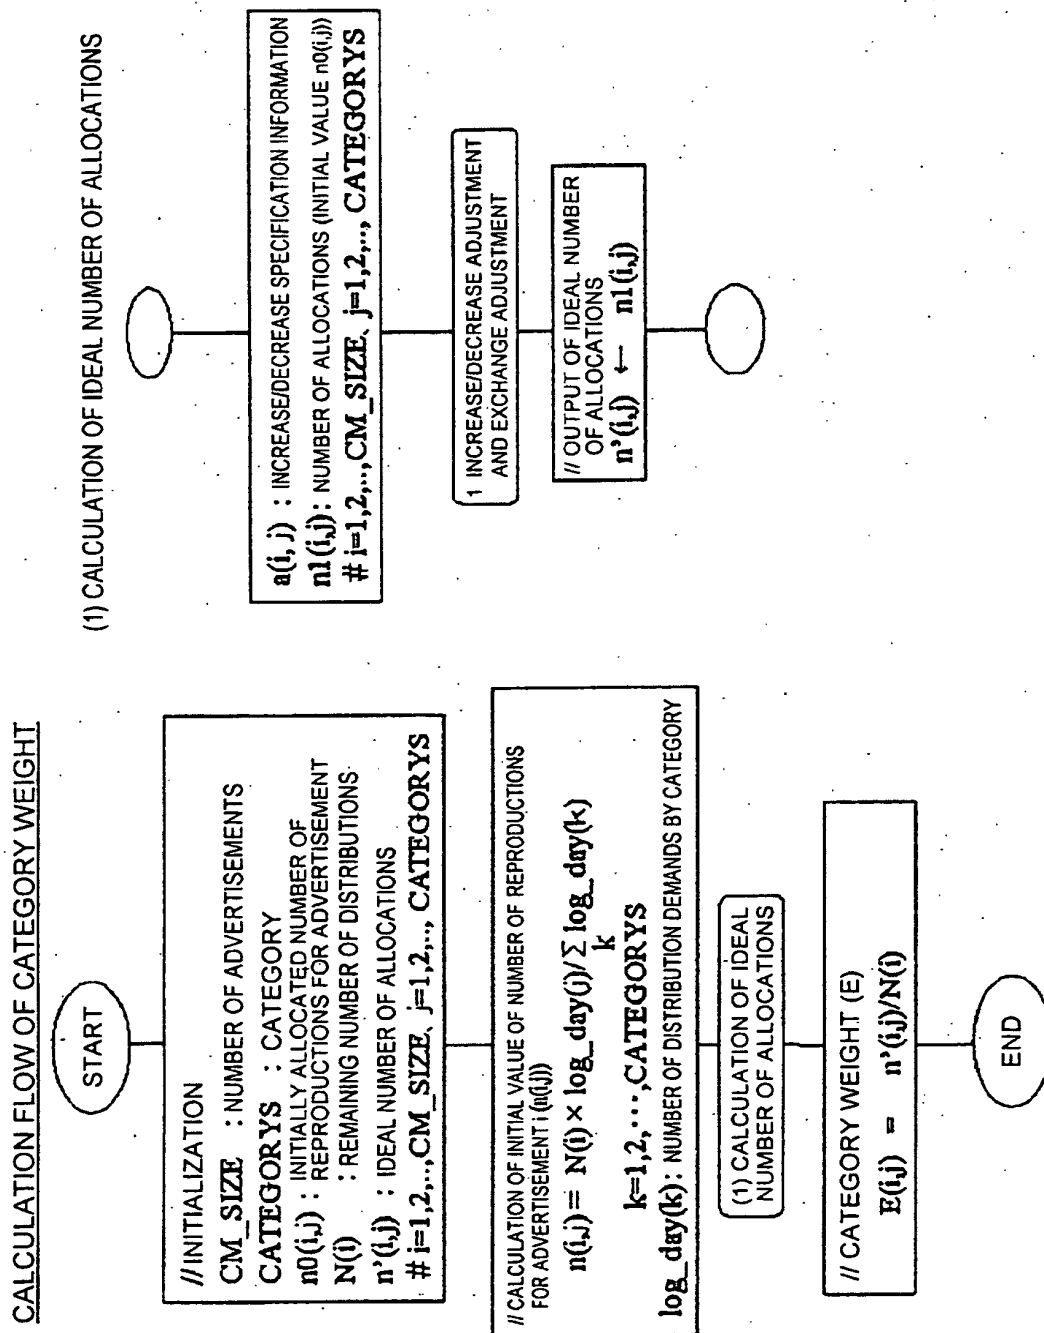 CALCULATION FLOW OF CATEGORY WEIGHT
START
//INITIALIZATION
CM_SIZE : NUMBER OF ADVERTISEMENTS
CATEGORYS : CATEGORY
n0(i,j) : INITIALLY ALLOCATED NUMBER OF
REPRODUCTIONS FOR ADVERTISEMENT
N(i) : REMAINING NUMBER OF DISTRIBUTIONS
n'(i,j) : IDEAL NUMBER OF ALLOCATIONS
# i=1,2,..,CM_SIZE、j=1,2,.., CATEGORYS
// CALCULATION OF INITIAL VALUE OF NUMBER OF REPRODUCTIONS
FOR ADVERTISEMENT i (n(i,j))
n(i,j) = N(i) × log_day(j)/Σ log_day(k)
k
k=1,2,⋯,CATEGORYS
log_day(k): NUMBER OF DISTRIBUTION DEMANDS BY CATEGORY
(1) CALCULATION OF IDEAL
NUMBER OF ALLOCATIONS
// CATEGORY WEIGHT (E)
E(i,j) = n'(i,j)/N(i)
END
(1) CALCULATION OF IDEAL NUMBER OF ALLOCATIONS
a(i, j) : INCREASE/DECREASE SPECIFICATION INFORMATION
n1(i,j): NUMBER OF ALLOCATIONS (INITIAL VALUE n0(i,j))
# i=1,2,..,CM_SIZE、j=1,2,.., CATEGORYS
1 INCREASE/DECREASE ADJUSTMENT
AND EXCHANGE ADJUSTMENT
// OUTPUT OF IDEAL NUMBER
OF ALLOCATIONS
n'(i,j) ← n1(i,j)